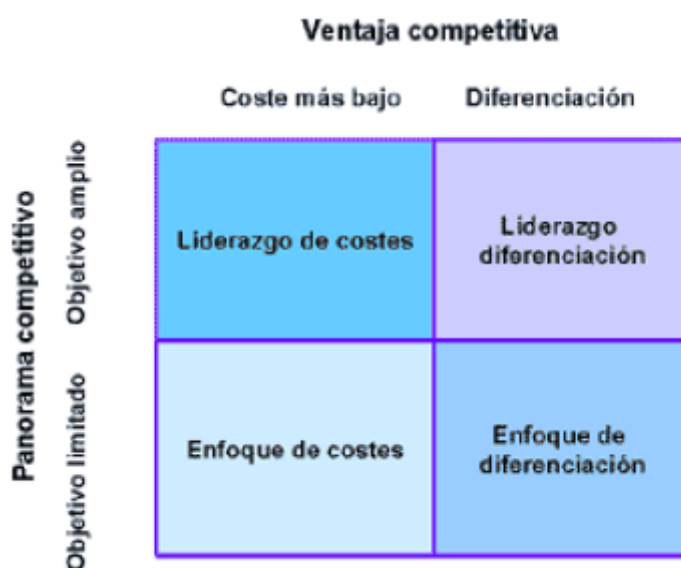 Ventaja competitiva
Coste más bajo
Diferenciación
Panorama competitivo
Objetivo amplio
Liderazgo de costes
Liderazgo
diferenciación
Objetivo limitado
Enfoque de costes
Enfoque de
diferenciación